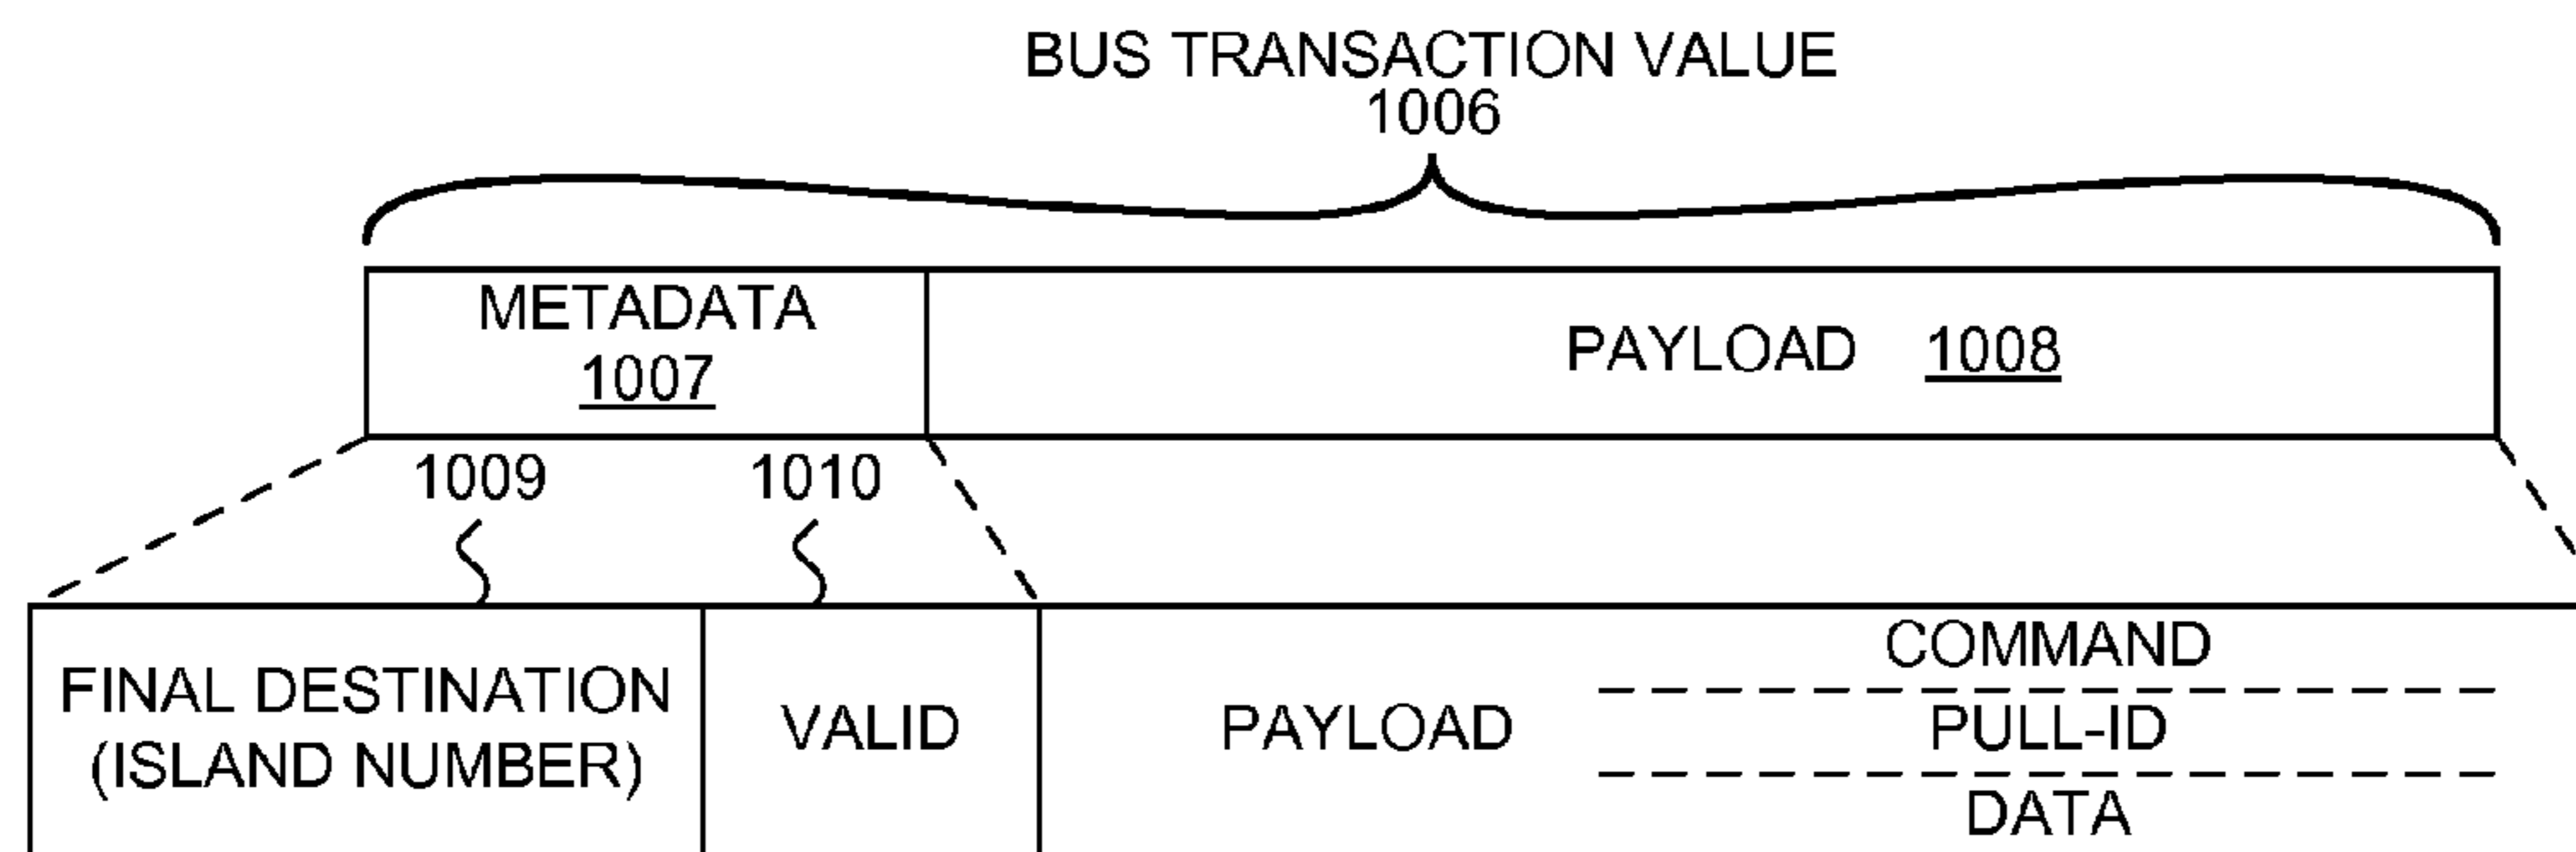 BUS TRANSACTION VALUE
1006
METADATA
1007
PAYLOAD 1008
1009 1010
FINAL DESTINATION
(ISLAND NUMBER)
VALID
PAYLOAD
COMMAND
PULL-ID
DATA